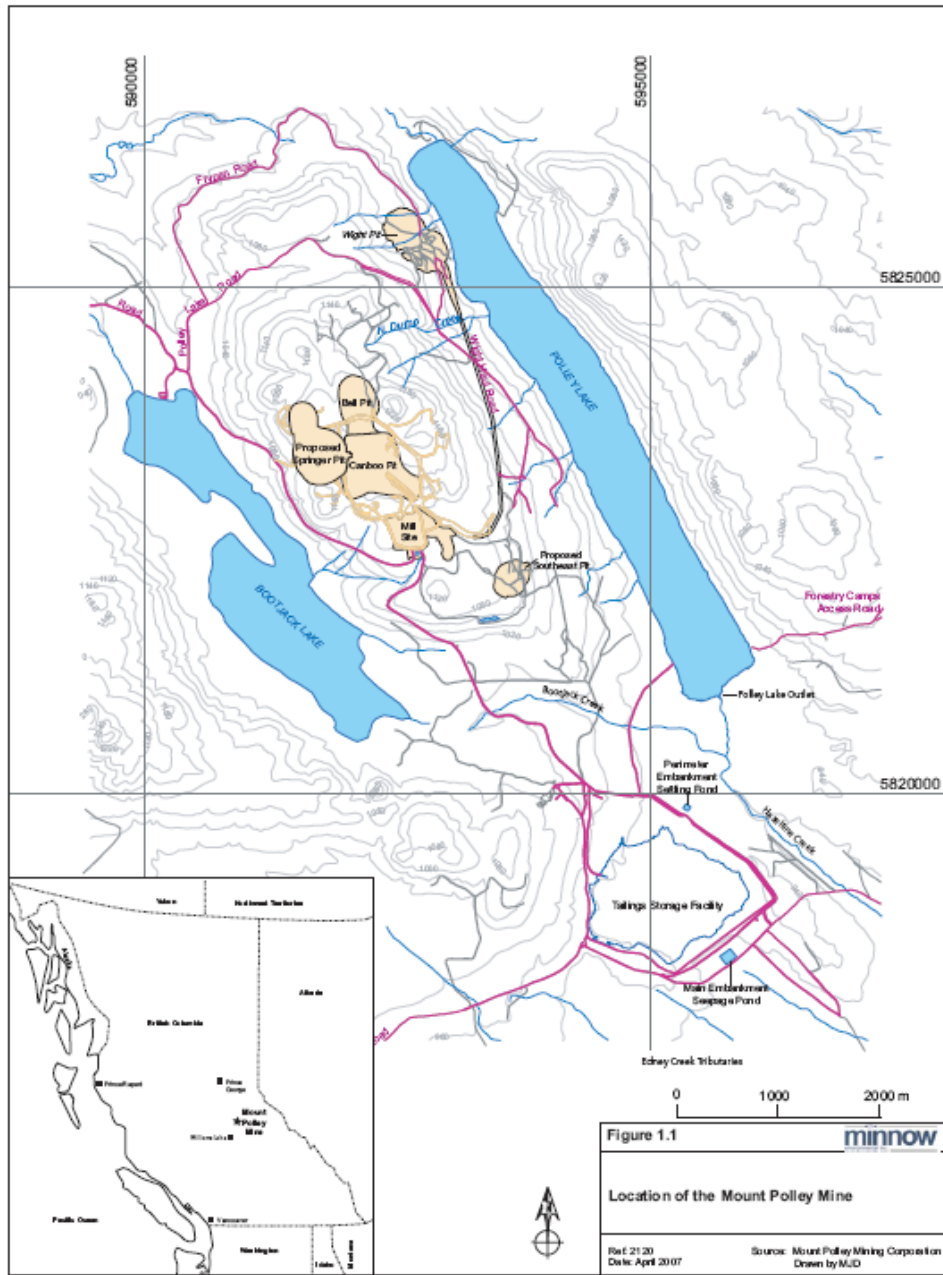 590000
595000
Frypan Road
Wight Pit
5825000
Polley Lake Road
Road
N. Dump Creek
POLLEY LAKE
Wight Haul Road
Bell Pit
Proposed
Springer Pit
Cariboo Pit
Mill
Site
Proposed
Southeast Pit
Forestry Camps
Access Road
BOOTJACK LAKE
Polley Lake Outlet
Bootjack Creek
Perimeter
Embankment
Settling Pond
5820000
Hazeltine Creek
Tailings Storage Facility
Main Embankment
Seepage Pond
Edney Creek Tributaries
Yukon
Northwest Territories
Alberta
British Columbia
Prince Rupert
Prince
George
Mount
Polley
Mine
Williams Lake
Pacific Ocean
Vancouver
Washington
Idaho
Montana
0 1000 2000 m
Figure 1.1
minnow
Location of the Mount Polley Mine
Ref: 2120
Date: April 2007
Source: Mount Polley Mining Corporation
Drawn by MJD